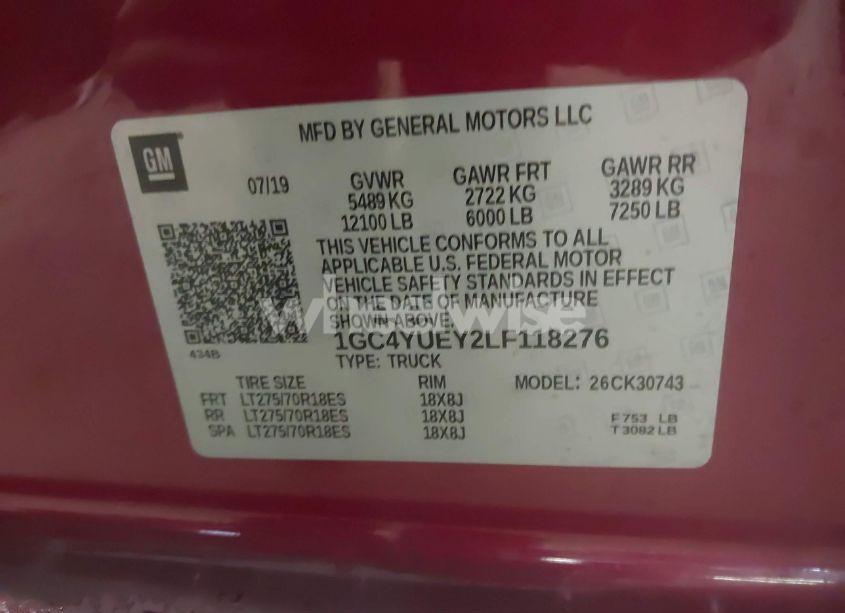 MFD BY GENERAL MOTORS LLC
GM
07/19 GVWR GAWR FRT GAWR RR
5489 KG 2722 KG 3289 KG
12100 LB 6000 LB 7250 LB
THIS VEHICLE CONFORMS TO ALL
APPLICABLE U.S. FEDERAL MOTOR
VEHICLE SAFETY STANDARDS IN EFFECT
ON THE DATE OF MANUFACTURE
SHOWN ABOVE.
1GC4YUEY2LF118276
434B
TYPE: TRUCK
TIRE SIZE RIM MODEL: 26CK30743
FRT LT275/70R18ES 18X8J
RR LT275/70R18ES 18X8J F 753 LB
SPA LT275/70R18ES 18X8J T 3082 LB